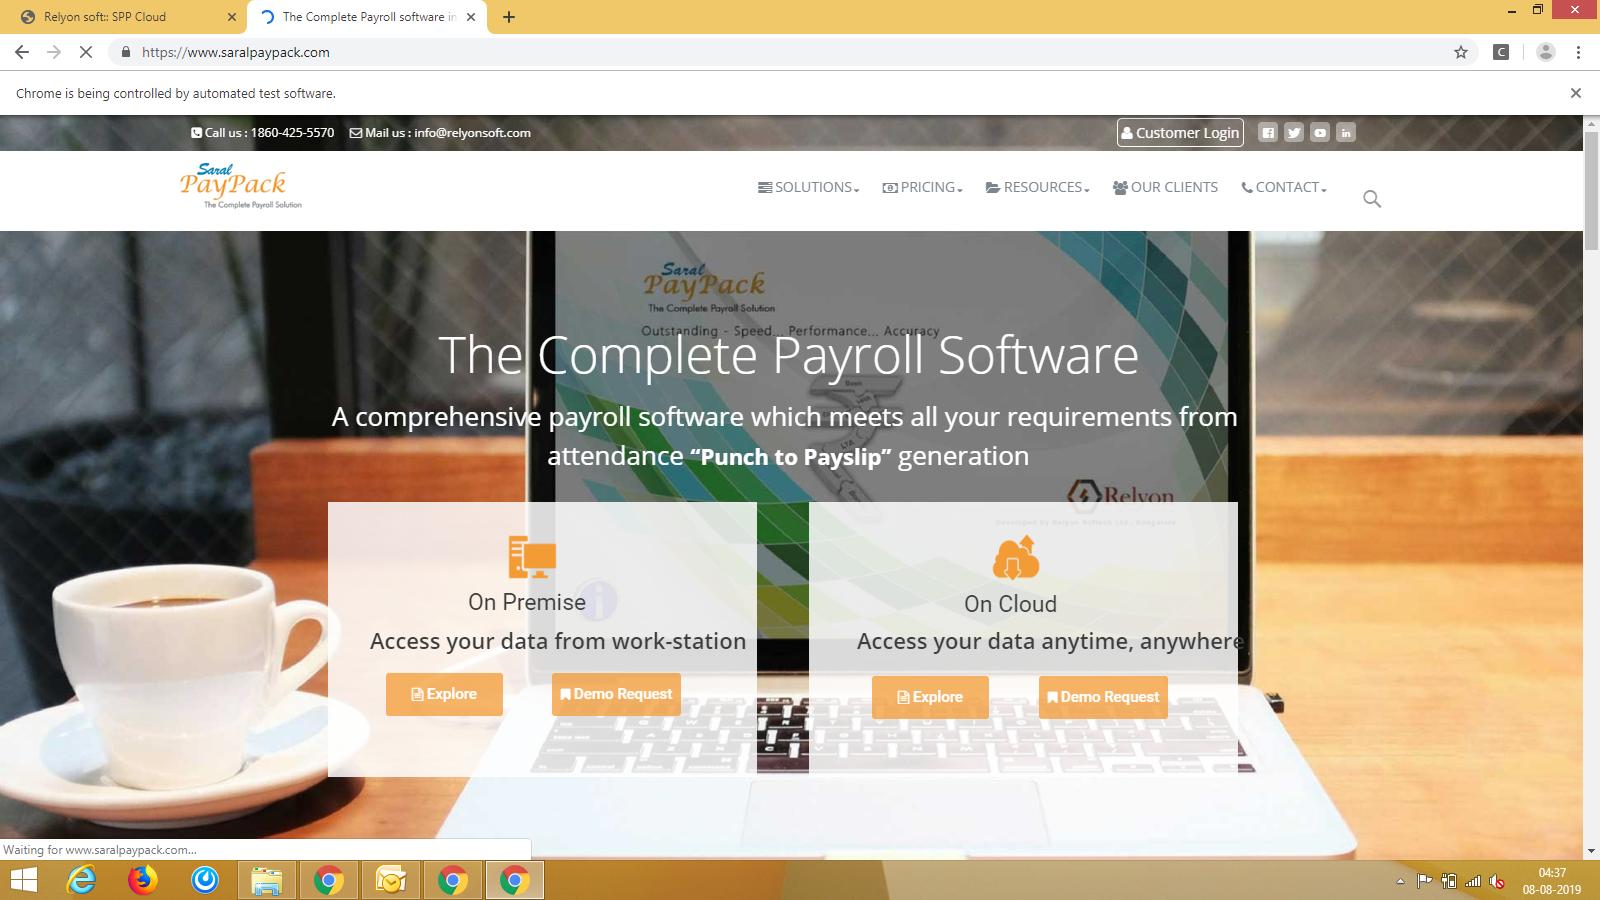 Relyon soft:: SPP Cloud
The Complete Payroll software in
https://www.saralpaypack.com
C
Chrome is being controlled by automated test software.
Call us : 1860-425-5570 Mail us : info@relyonsoft.com
Customer Login
Saral
PayPack
The Complete Payroll Solution
SOLUTIONS PRICING RESOURCES OUR CLIENTS CONTACT
Saral
PayPack
The Complete Payroll Solution
Outstanding - Speed... Performance... Accuracy
The Complete Payroll Software
A comprehensive payroll software which meets all your requirements from
attendance “Punch to Payslip” generation
Relyon
On Premise
Access your data from work-station
Explore Demo Request
On Cloud
Access your data anytime, anywhere
Explore Demo Request
Waiting for www.saralpaypack.com...
04:37
08-08-2019